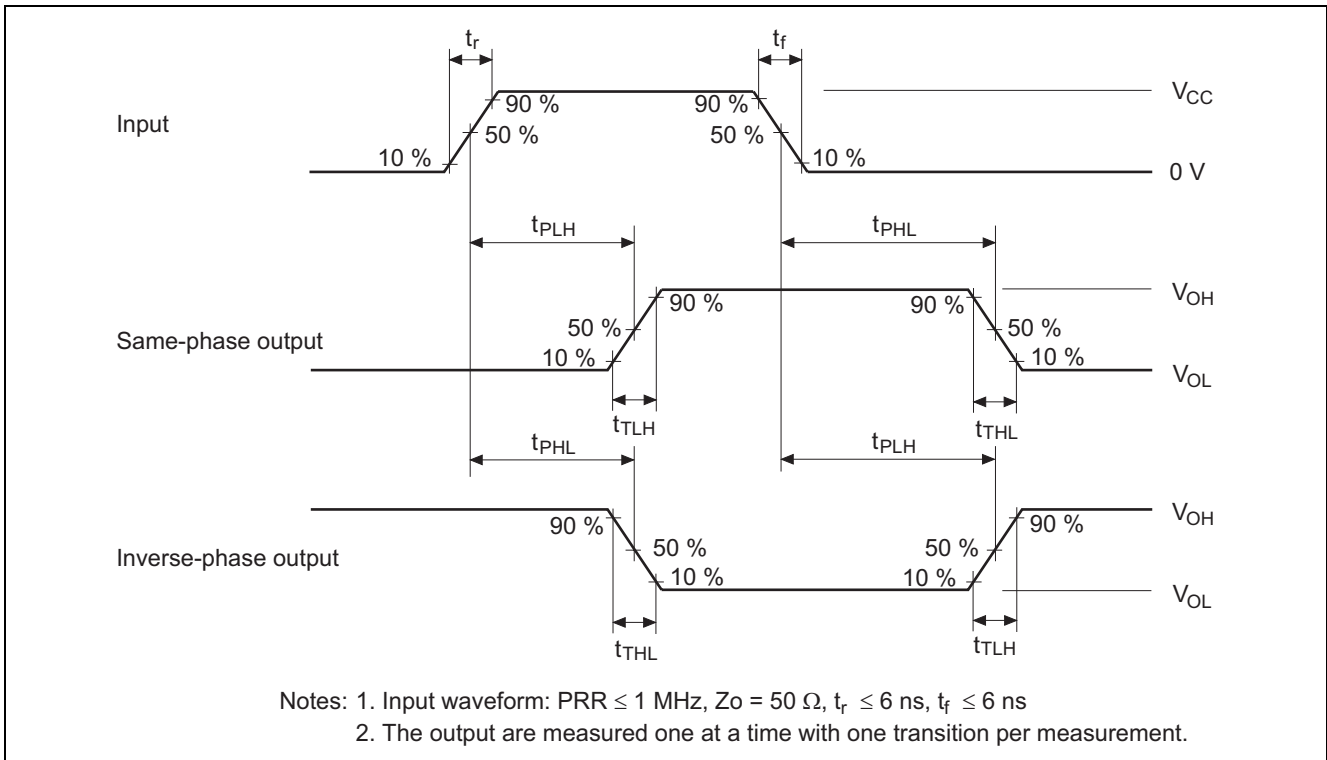 tr tf
90 % 90 % VCC
Input 50 % 50 %
10 % 10 % 0 V
tPLH tPHL
90 % 90 % VOH
50 % 50 %
Same-phase output 10 % 10 % VOL
tTLH tTHL
tPHL tPLH
90 % 90 % VOH
50 % 50 %
Inverse-phase output 10 % 10 % VOL
tTHL tTLH
Notes: 1. Input waveform: PRR ≤ 1 MHz, Zo = 50 Ω, tr ≤ 6 ns, tf ≤ 6 ns
2. The output are measured one at a time with one transition per measurement.